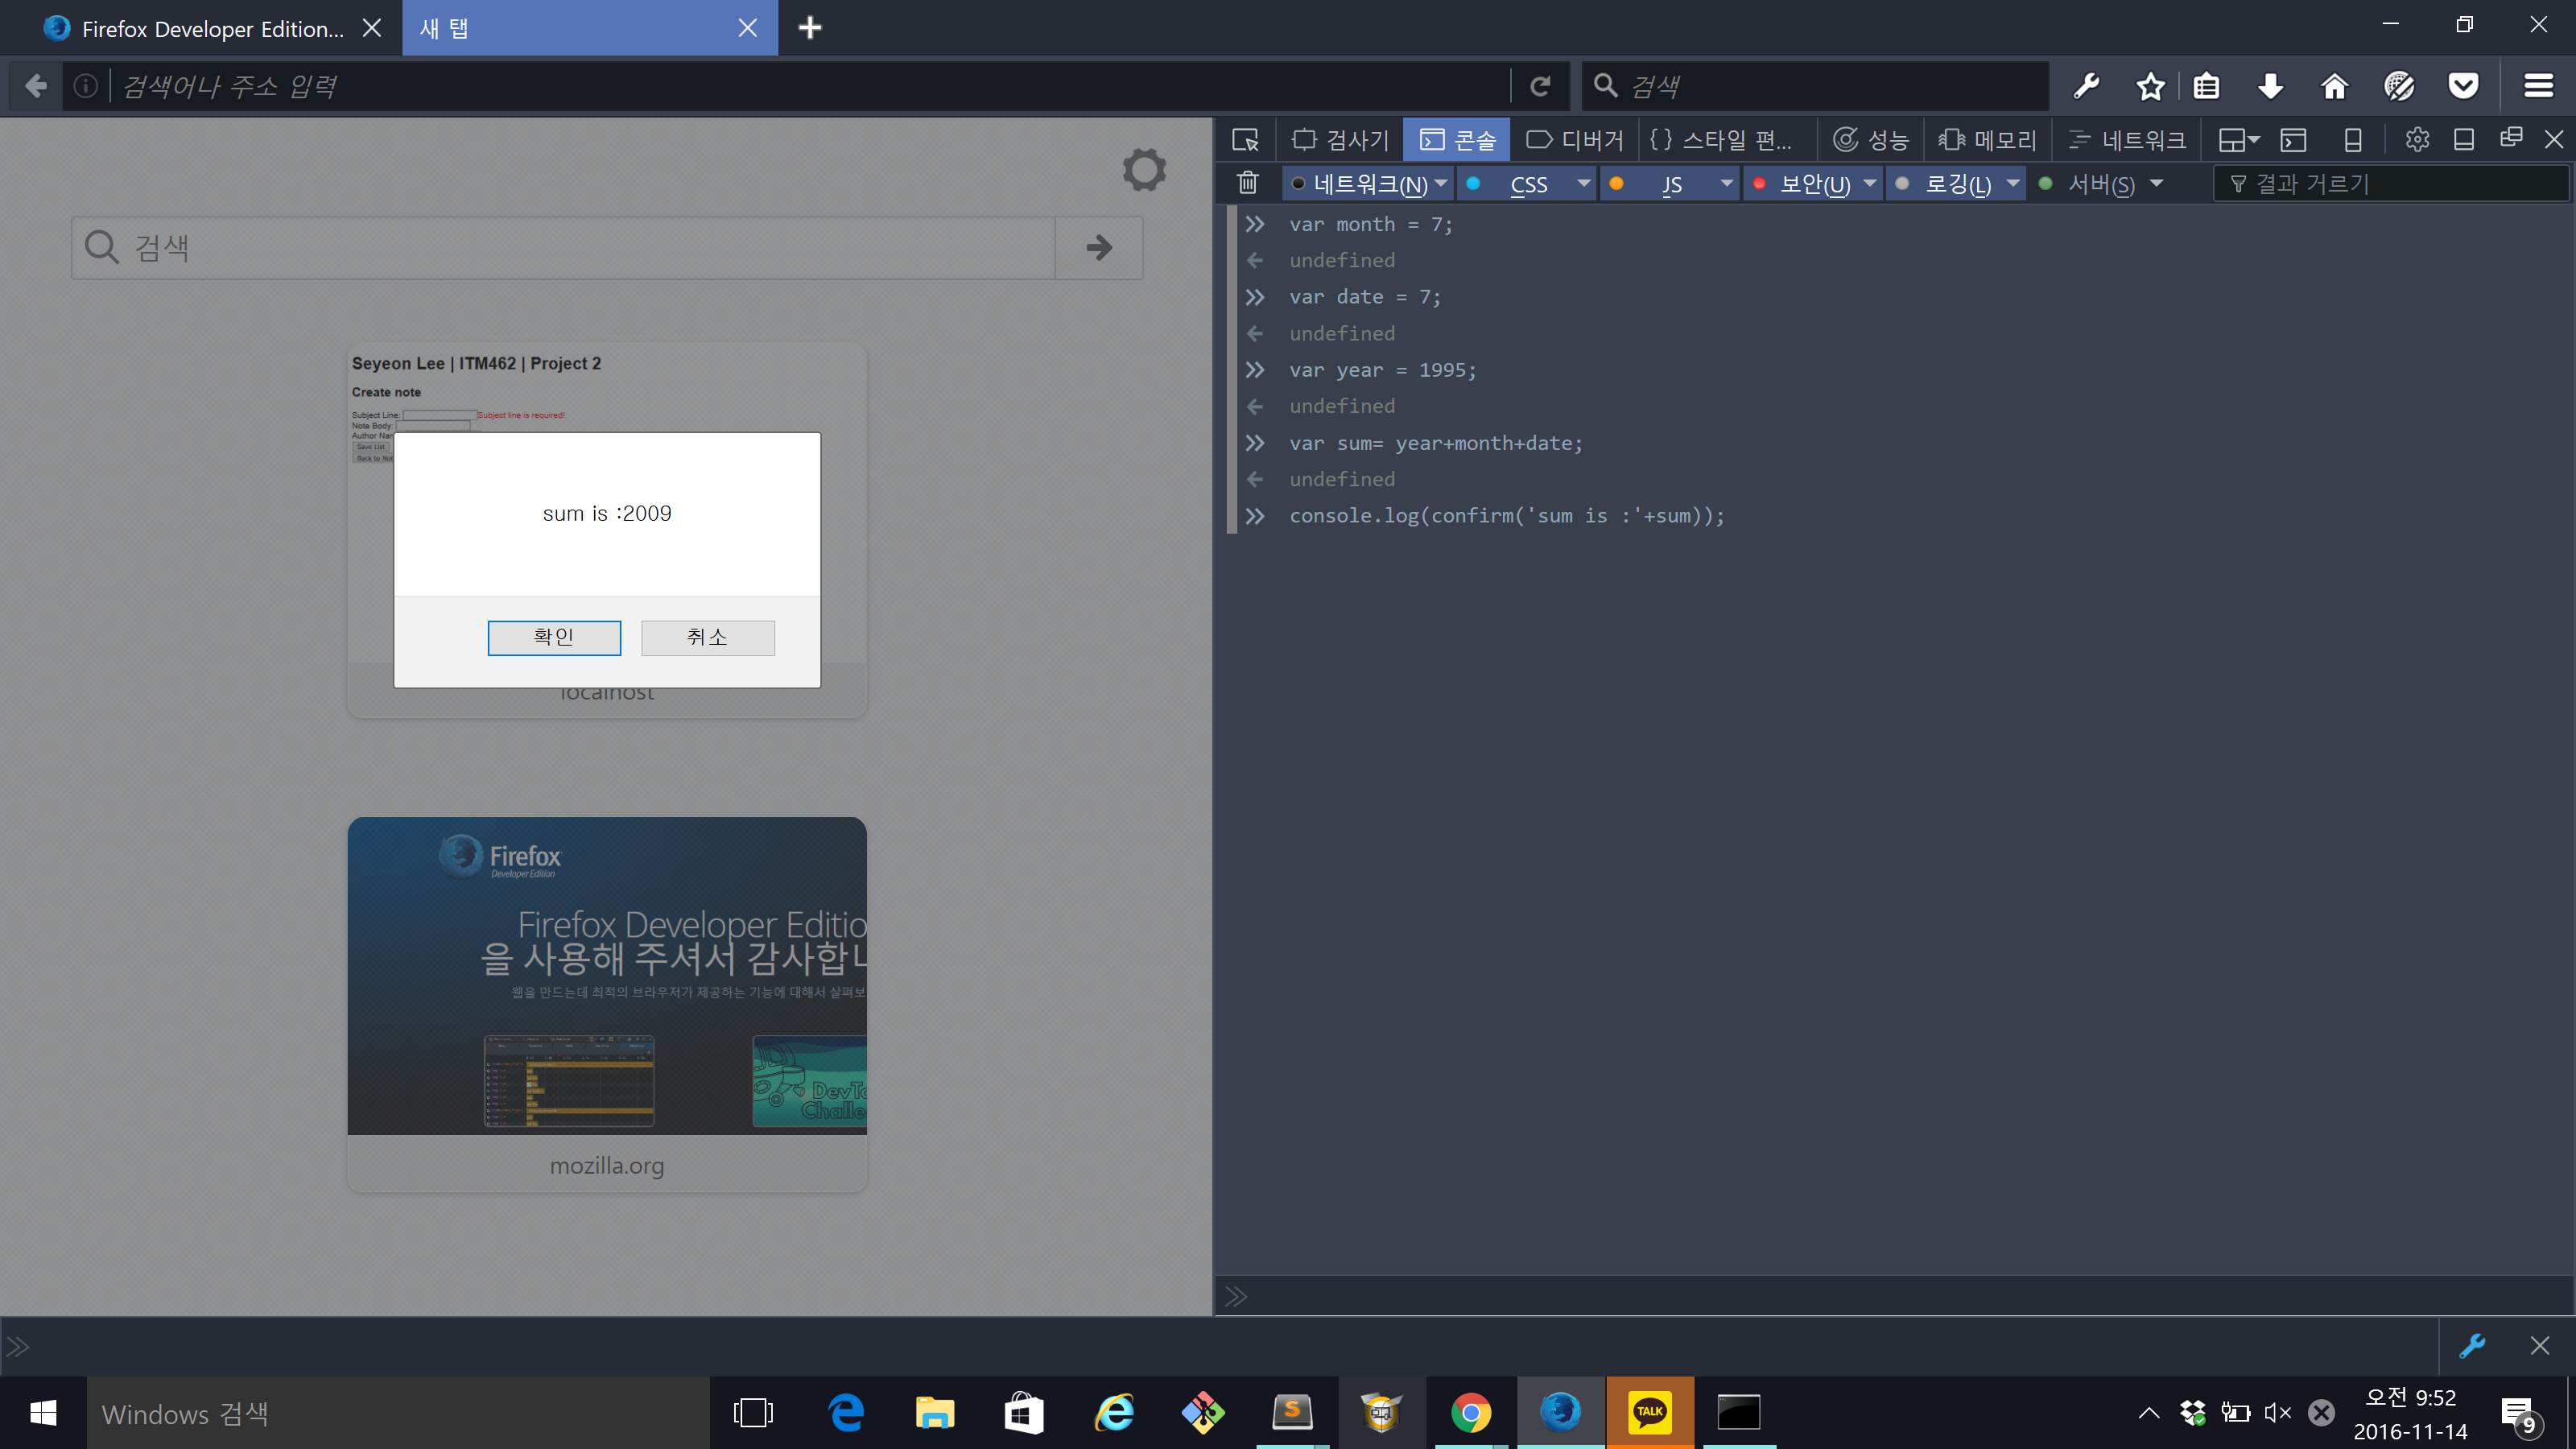 Firefox Developer Edition...
새 탭
검색어나 주소 입력
검색
검사기
콘솔
디버거
{ } 스타일 편...
성능
메모리
네트워크
네트워크(N)
CSS
JS
보안(U)
로깅(L)
서버(S)
결과 거르기
검색
Seyeon Lee | ITM462 | Project 2
Create note
Subject Line:
Subject line is required!
Note Body:
Author Nar
Save List
Back to Not
sum is :2009
확인
취소
localhost
Firefox
Developer Edition
Firefox Developer Editio
을 사용해 주셔서 감사합니
웹을 만드는데 최적의 브라우저가 제공하는 기능에 대해서 살펴보
DevTo
Challe
mozilla.org
var month = 7;
undefined
var date = 7;
undefined
var year = 1995;
undefined
var sum= year+month+date;
undefined
console.log(confirm('sum is :'+sum));
Windows 검색
TALK
오전 9:52
2016-11-14
9